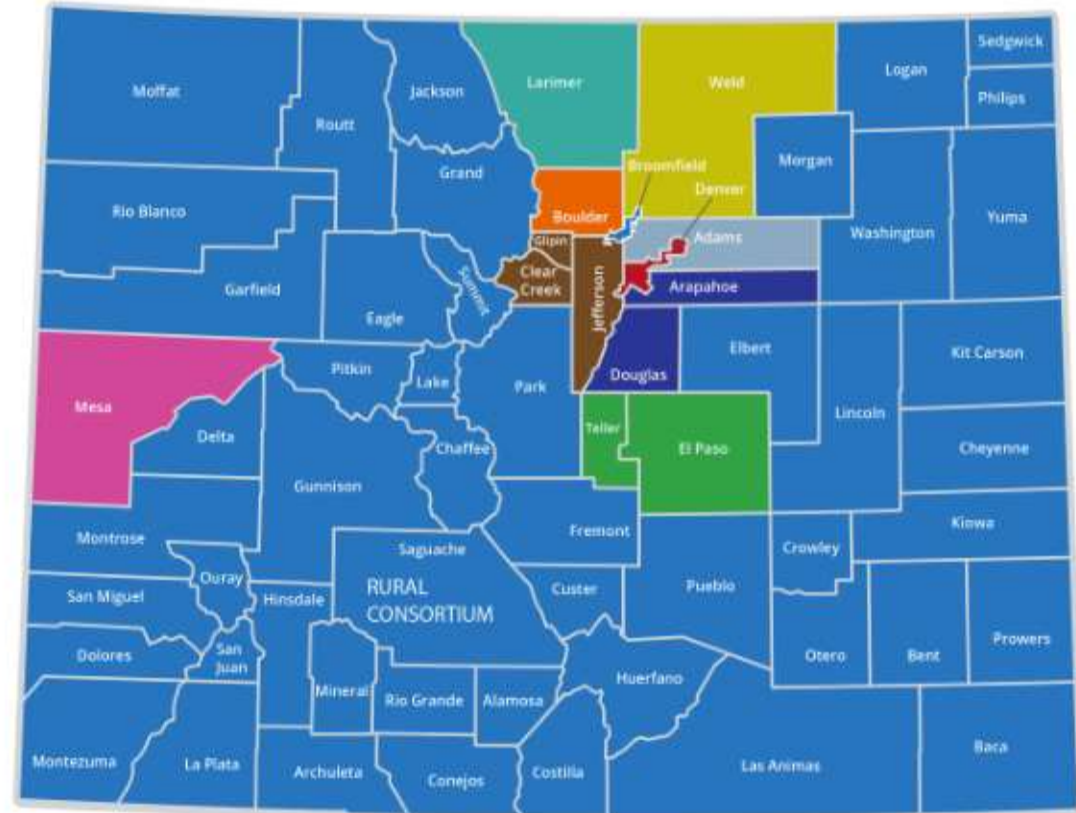 Sedgwick
Moffat
Jackson
Larimer
Weld
Logan
Philips
Routt
Grand
Broomfield
Morgan
Denver
Rio Blanco
Boulder
Yuma
Washington
Gilpin
Adams
Garfield
Summit
Clear
Creek
Jefferson
Arapahoe
Eagle
Elbert
Kit Carson
Pitkin
Lake
Park
Douglas
Mesa
Lincoln
Delta
Teller
El Paso
Chaffee
Cheyenne
Gunnison
Montrose
Fremont
Kiowa
Saguache
Crowley
Ouray
San Miguel
Hinsdale
RURAL
CONSORTIUM
Custer
Pueblo
Prowers
Dolores
San
Juan
Otero
Bent
Mineral
Rio Grande
Alamosa
Huerfano
Montezuma
La Plata
Archuleta
Conejos
Costilla
Las Animas
Baca